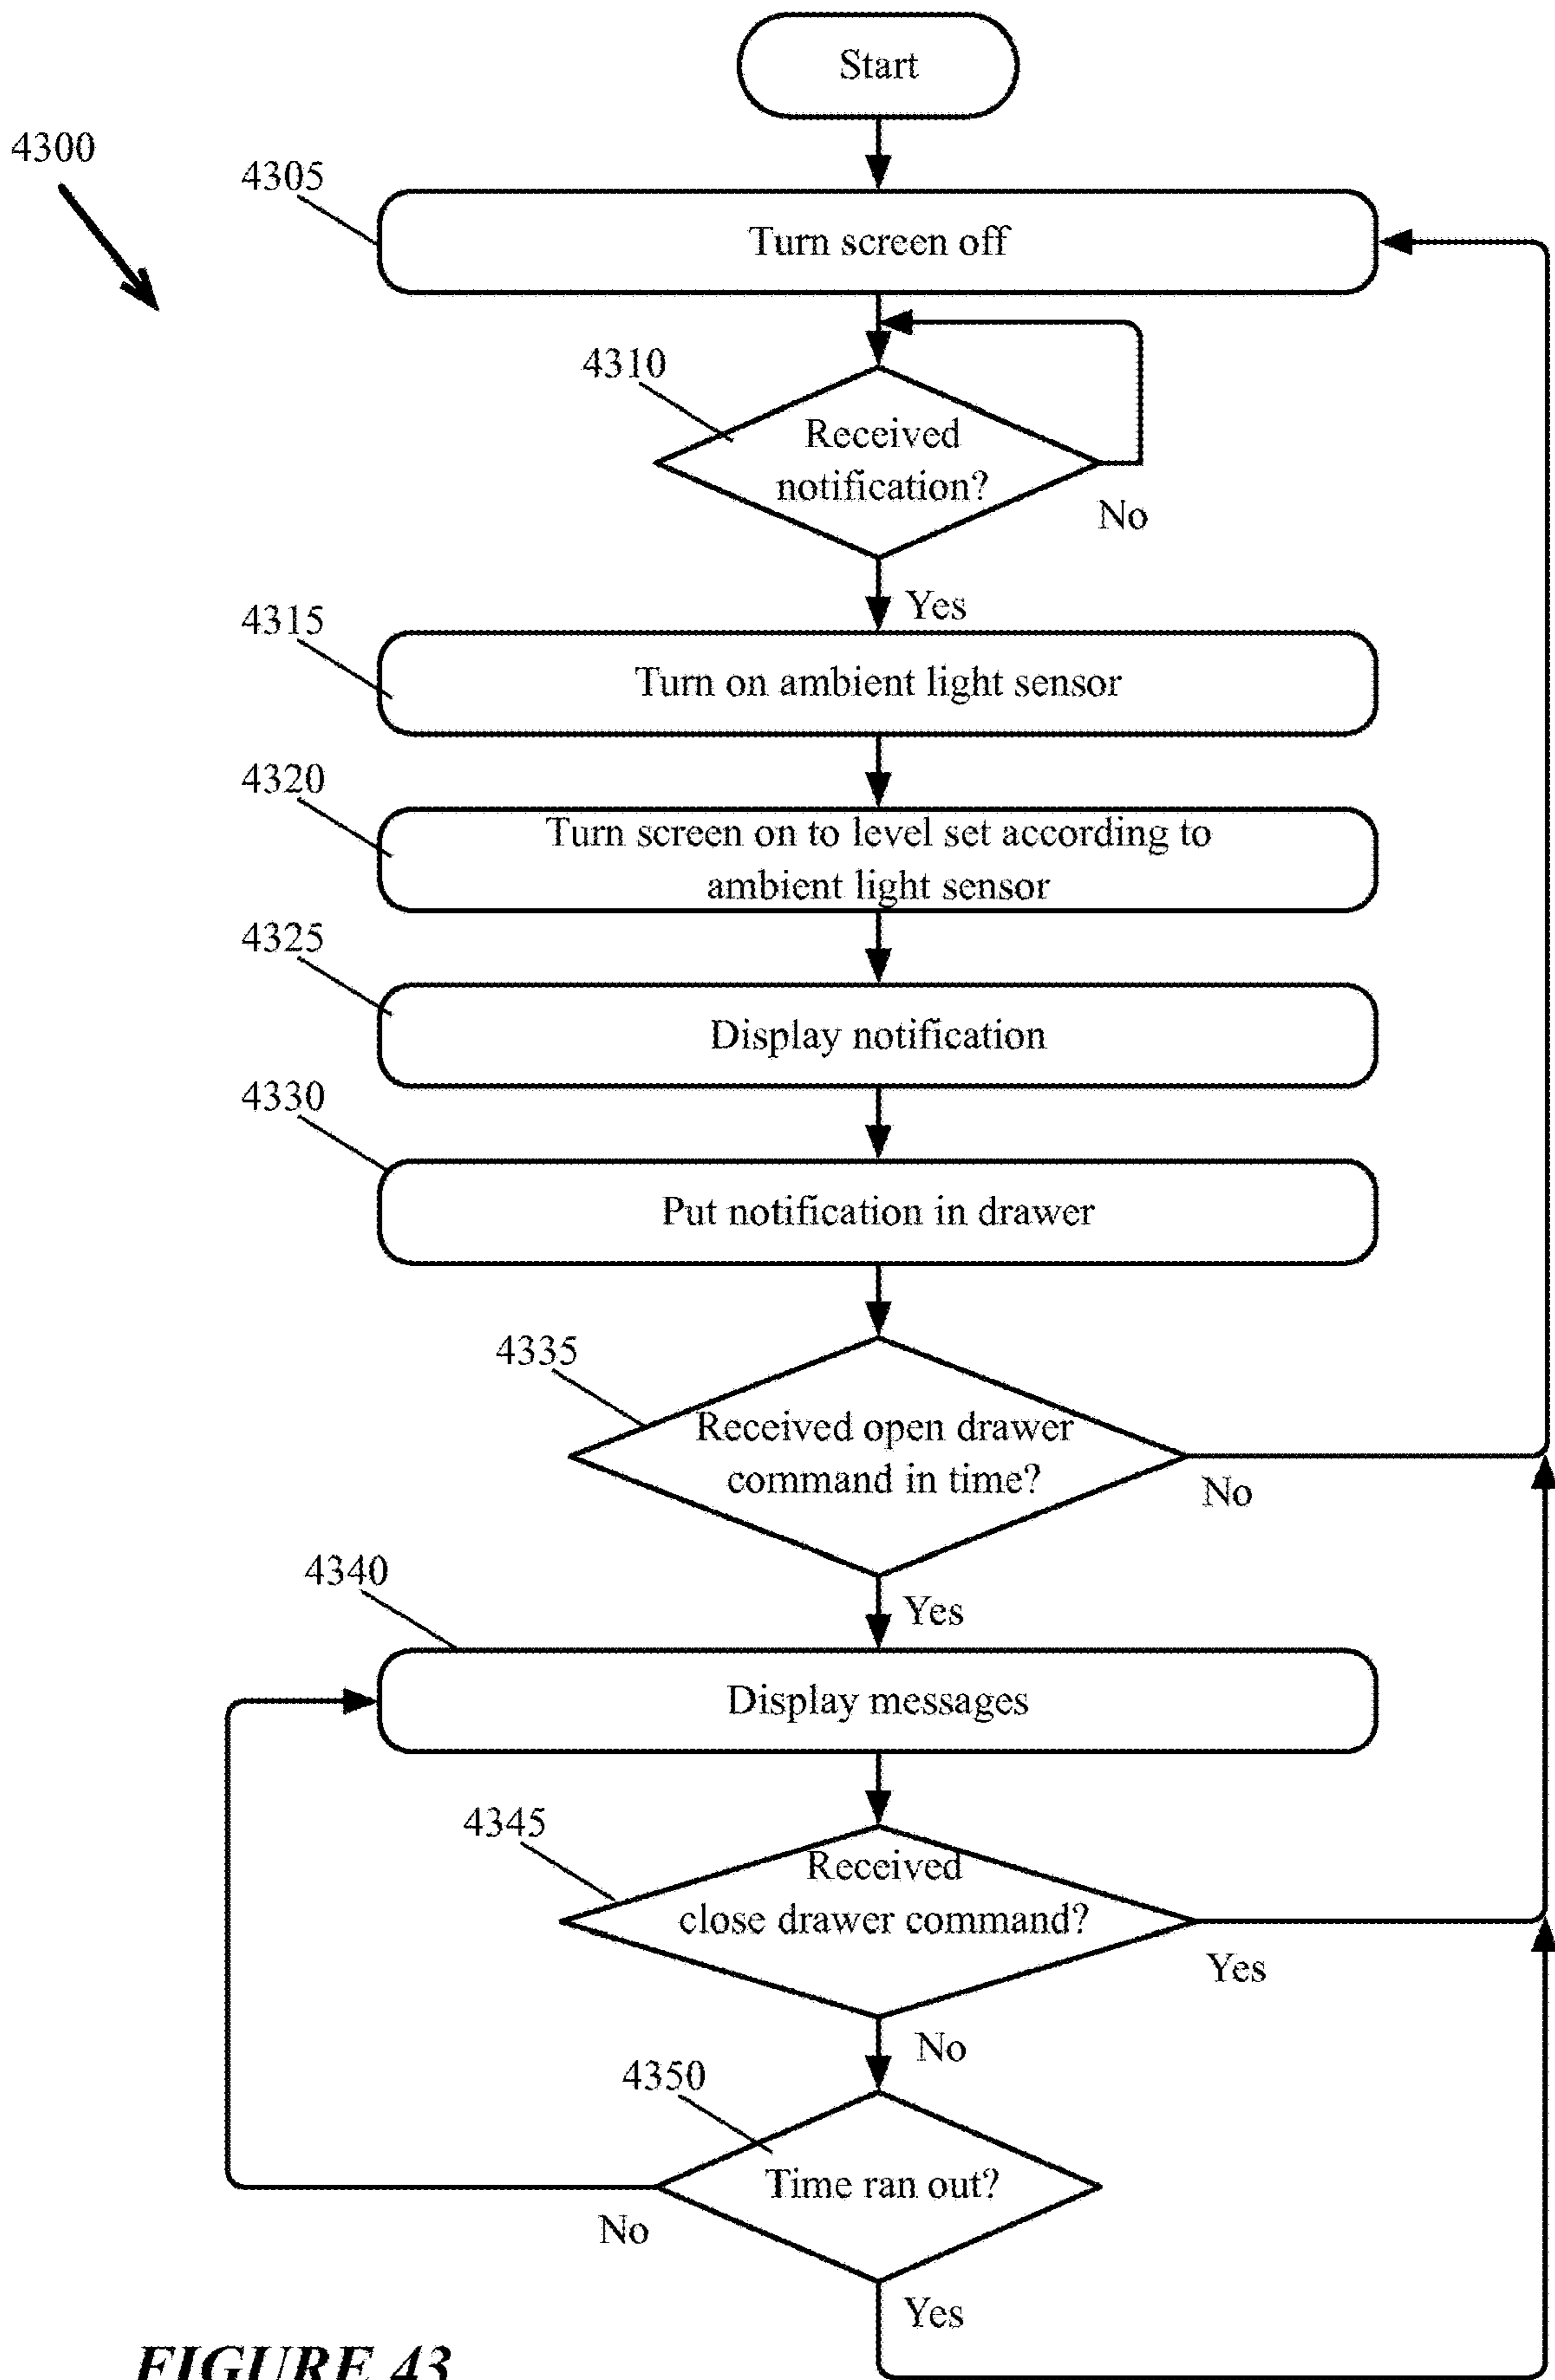 Start
4300
4305
Turn screen off
4310
Received
notification?
No
Yes
4315
Turn on ambient light sensor
4320
Turn screen on to level set according to
ambient light sensor
4325
Display notification
4330
Put notification in drawer
4335
Received open drawer
command in time?
No
Yes
4340
Display messages
4345
Received
close drawer command?
Yes
No
4350
Time ran out?
No
Yes
FIGURE 43